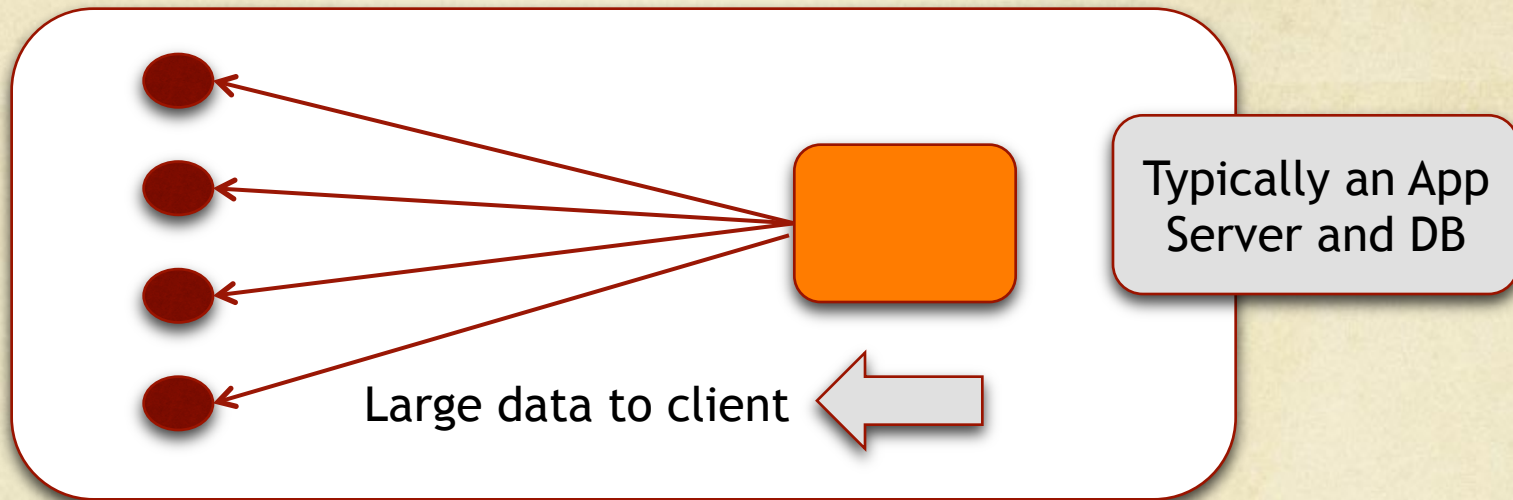 Typically an App
Server and DB
Large data to client